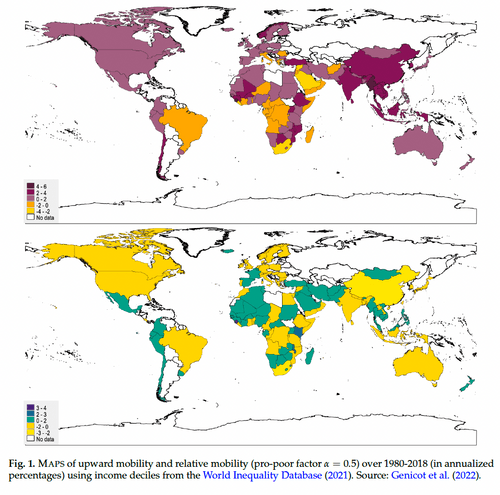 4 - 6
2 - 4
0 - 2
-2 - 0
-4 - -2
No data
3 - 4
2 - 3
0 - 2
-2 - 0
-3 - -2
No data
Fig. 1. MAPS of upward mobility and relative mobility (pro-poor factor α = 0.5) over 1980-2018 (in annualized
percentages) using income deciles from the World Inequality Database (2021). Source: Genicot et al. (2022).